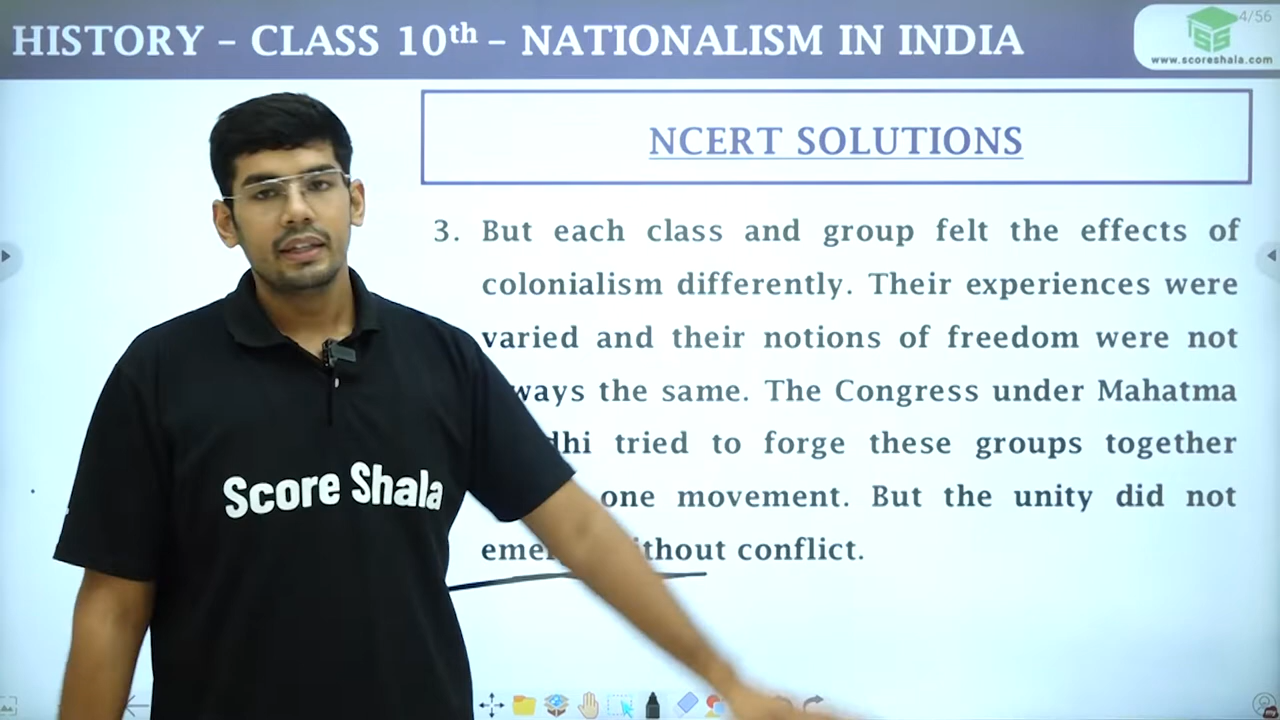 HISTORY – CLASS 10th – NATIONALISM IN INDIA
4/56
www.scoreshala.com
NCERT SOLUTIONS
3. But each class and group felt the effects of
colonialism differently. Their experiences were
varied and their notions of freedom were not
the same. The Congress under Mahatma
tried to forge these groups together
one movement. But the unity did not
conflict.
Score Shala